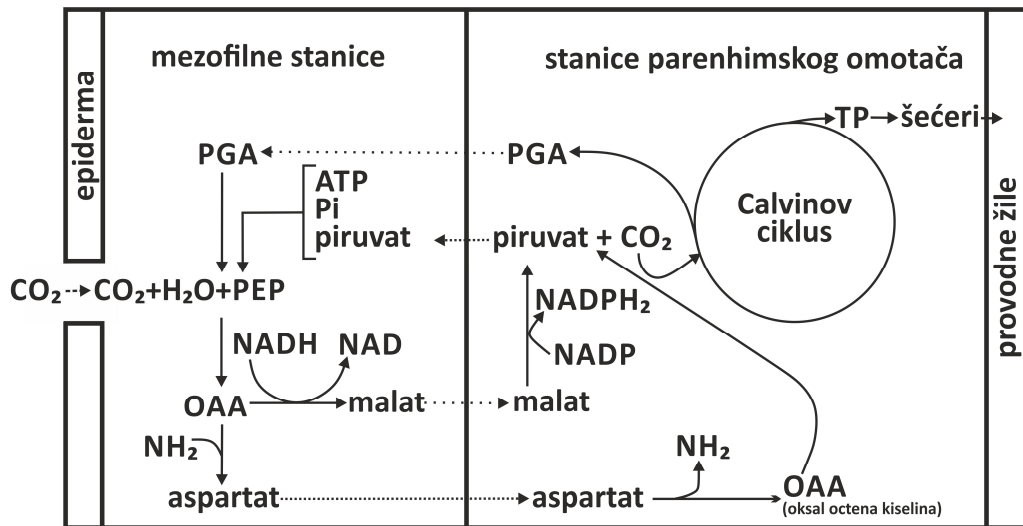 mezofilne stanice
stanice parenhimskog omotača
epiderma
TP
šećeri
PGA
PGA
ATP
Pi
piruvat
Calvinov
ciklus
piruvat + CO₂
provodne žile
CO₂
CO₂+H₂O+PEP
NADPH₂
NADH
NAD
NADP
OAA
malat
malat
NH₂
NH₂
aspartat
aspartat
OAA
(oksal octena kiselina)